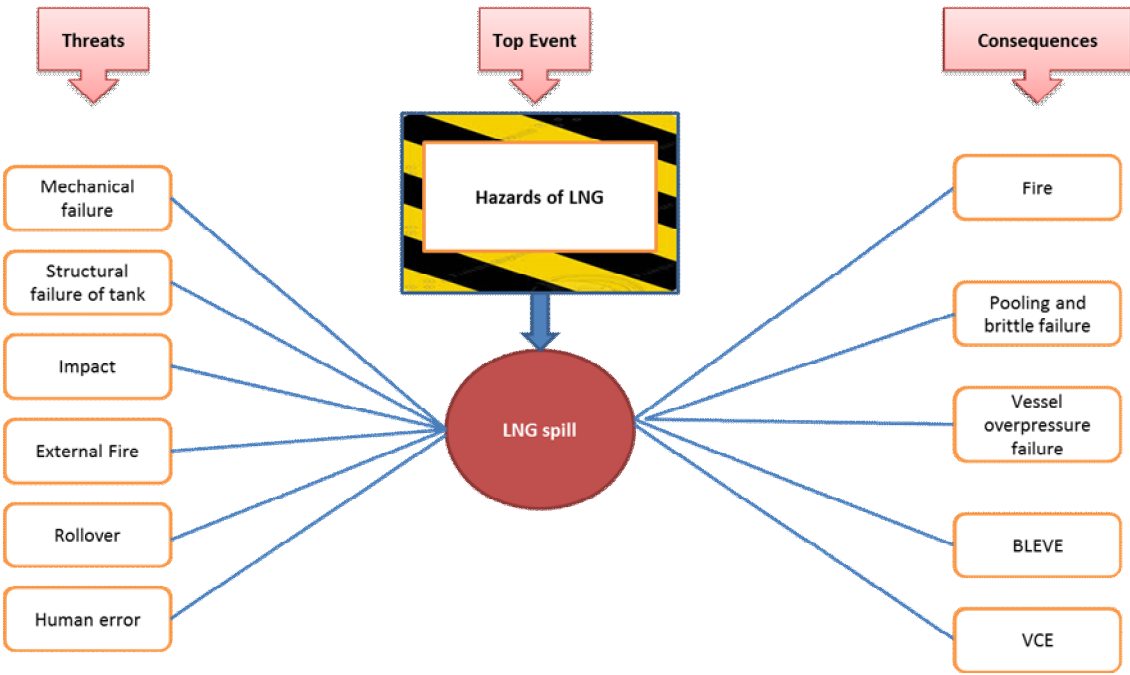 Threats
Top Event
Consequences
Hazards of LNG
Mechanical
failure
Structural
failure of tank
Impact
External Fire
Rollover
Human error
LNG spill
Fire
Pooling and
brittle failure
Vessel
overpressure
failure
BLEVE
VCE